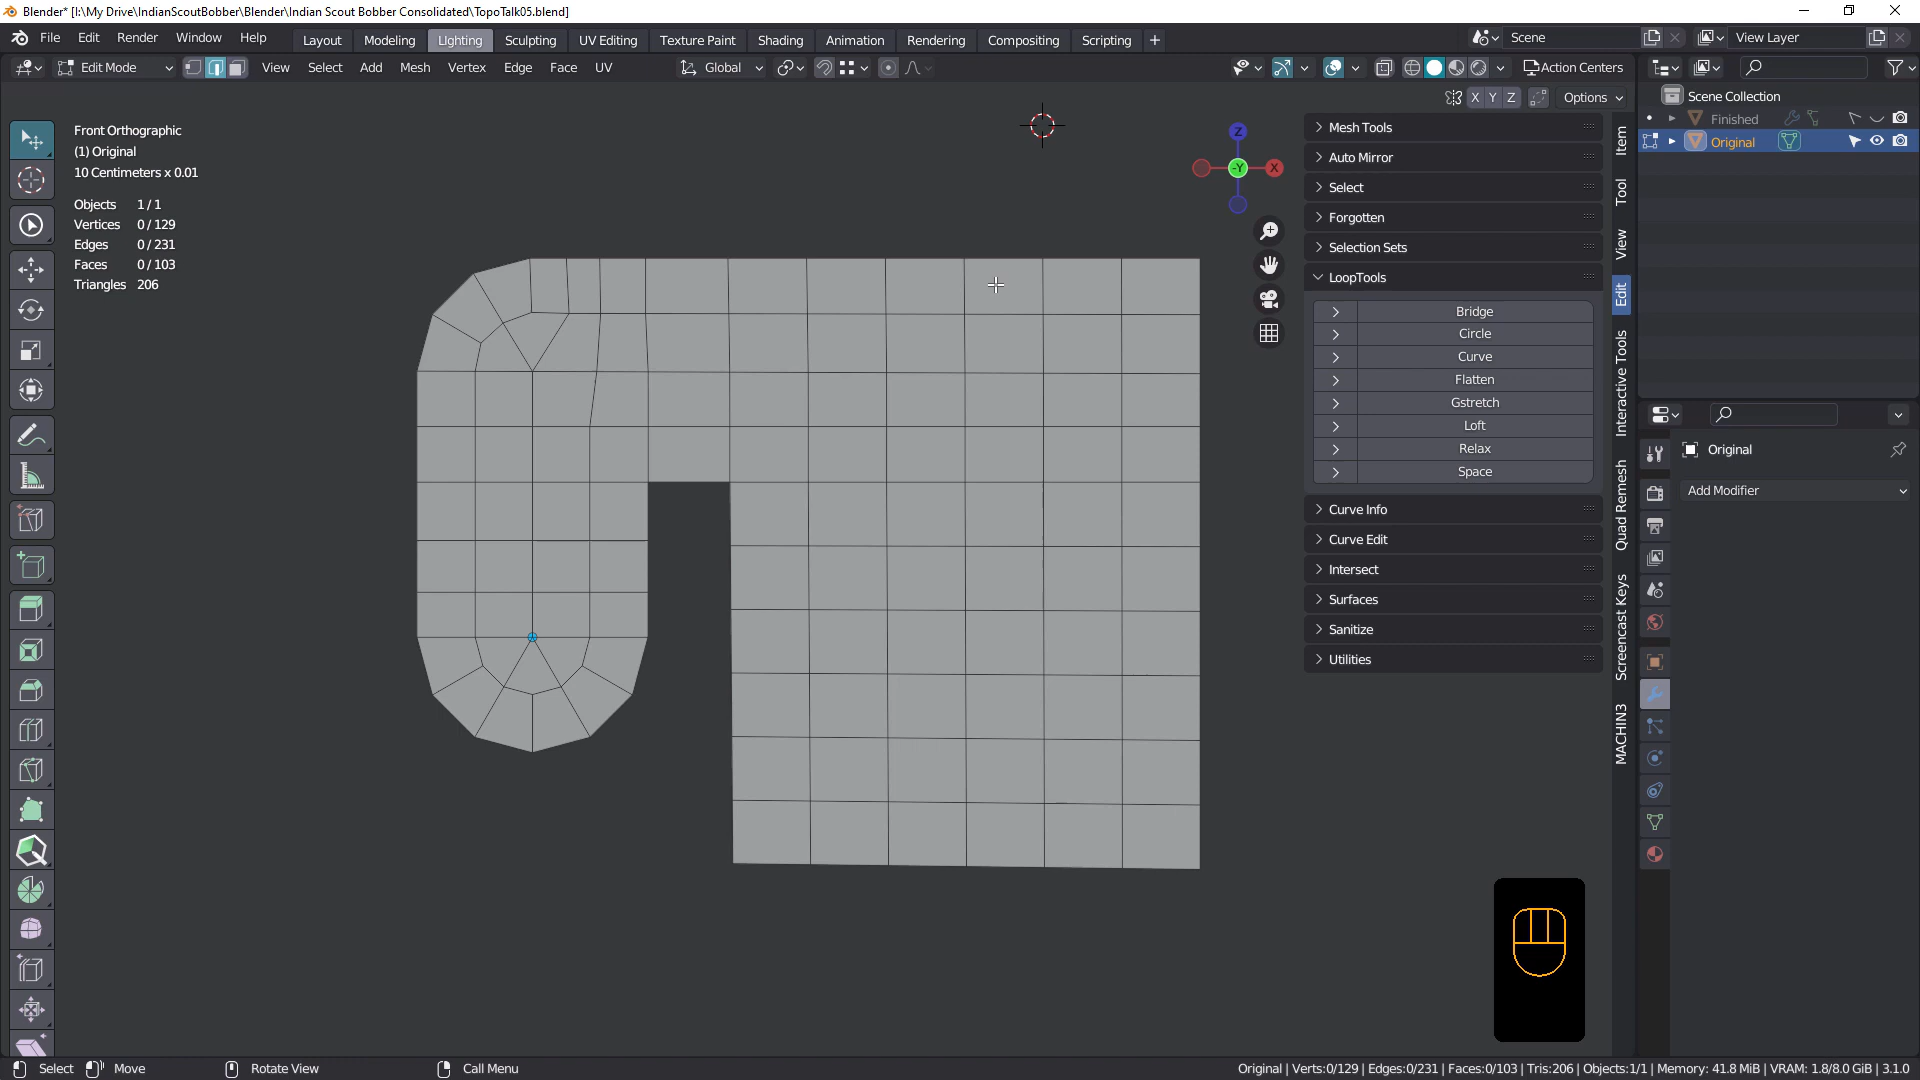 Blender* [I:\My Drive\IndianScoutBobber\Blender\Indian Scout Bobber Consolidated\TopoTalk05.blend]
File Edit Render Window Help Layout Modeling Lighting Sculpting UV Editing Texture Paint Shading Animation Rendering Compositing Scripting + Scene View Layer
Edit Mode View Select Add Mesh Vertex Edge Face UV Global Action Centers
X Y Z Options
Scene Collection
Finished
Original
Front Orthographic
(1) Original
10 Centimeters x 0.01
Objects 1 / 1
Vertices 0 / 129
Edges 0 / 231
Faces 0 / 103
Triangles 206
Z
-Y
X
Mesh Tools
Auto Mirror
Select
Forgotten
Selection Sets
LoopTools
Bridge
Circle
Curve
Flatten
Gstretch
Loft
Relax
Space
Curve Info
Curve Edit
Intersect
Surfaces
Sanitize
Utilities
Item
Tool
View
Edit
Interactive Tools
Quad Remesh
Screencast Keys
MACHIN3
Original
Add Modifier
Select Move Rotate View Call Menu
Original | Verts:0/129 | Edges:0/231 | Faces:0/103 | Tris:206 | Objects:1/1 | Memory: 41.8 MiB | VRAM: 1.8/8.0 GiB | 3.1.0